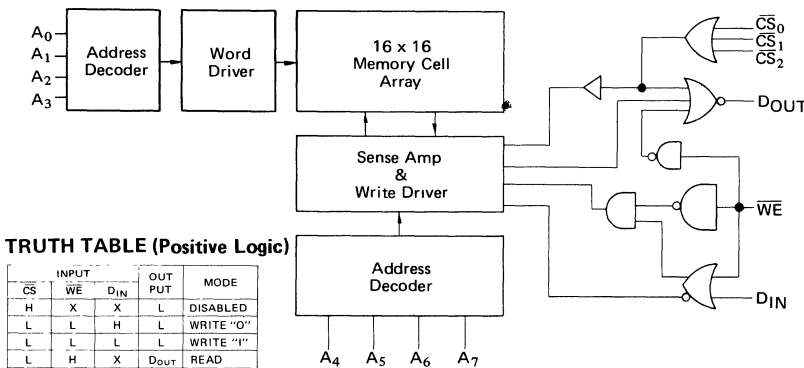 A0
A1
A2
A3
Address
Decoder
Word
Driver
16 x 16
Memory Cell
Array
CS0
CS1
CS2
DOUT
Sense Amp
&
Write Driver
WE
DIN
Address
Decoder
A4 A5 A6 A7
TRUTH TABLE (Positive Logic)
INPUT OUT PUT MODE
CS WE DIN
H X X L DISABLED
L L H L WRITE "O"
L L L L WRITE "I"
L H X DOUT READ